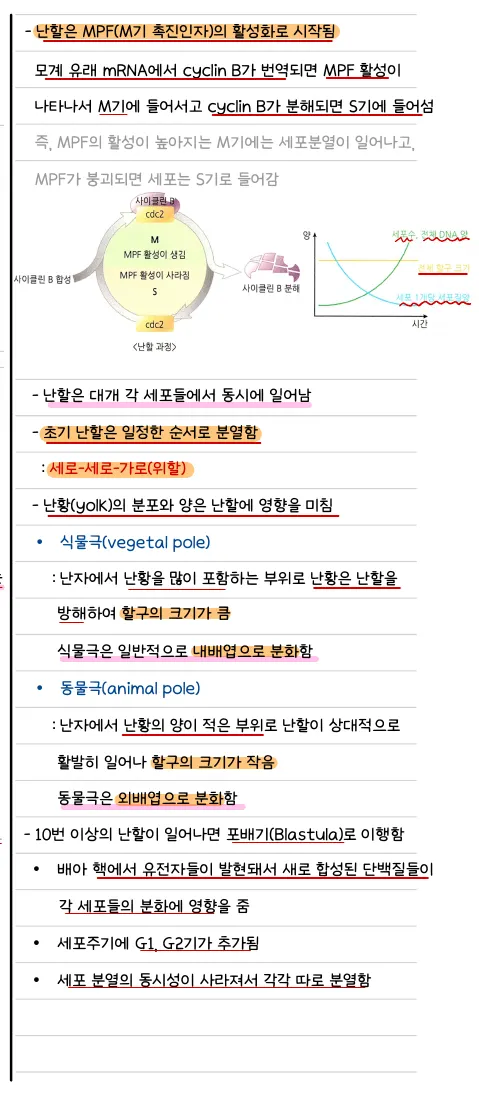 - 난할은 MPF(M기 촉진인자)의 활성화로 시작됨
모계 유래 mRNA에서 cyclin B가 번역되면 MPF 활성이
나타나서 M기에 들어서고 cyclin B가 분해되면 S기에 들어섬
즉, MPF의 활성이 높아지는 M기에는 세포분열이 일어나고,
MPF가 붕괴되면 세포는 S기로 들어감
사이클린 B
cdc2
M
MPF 활성이 생김
MPF 활성이 사라짐
S
cdc2
사이클린 B 합성
사이클린 B 분해
<난할 과정>
양
세포수, 전체 DNA 양
전체 할구 크기
세포 1개당 세포질양
시간
- 난할은 대개 각 세포들에서 동시에 일어남
- 초기 난할은 일정한 순서로 분열함
: 세로-세로-가로(위할)
- 난황(yolk)의 분포와 양은 난할에 영향을 미침
• 식물극(vegetal pole)
: 난자에서 난황을 많이 포함하는 부위로 난황은 난할을
방해하여 할구의 크기가 큼
식물극은 일반적으로 내배엽으로 분화함
• 동물극(animal pole)
: 난자에서 난황의 양이 적은 부위로 난할이 상대적으로
활발히 일어나 할구의 크기가 작음
동물극은 외배엽으로 분화함
- 10번 이상의 난할이 일어나면 포배기(Blastula)로 이행함
• 배아 핵에서 유전자들이 발현돼서 새로 합성된 단백질들이
각 세포들의 분화에 영향을 줌
• 세포주기에 G1, G2기가 추가됨
• 세포 분열의 동시성이 사라져서 각각 따로 분열함